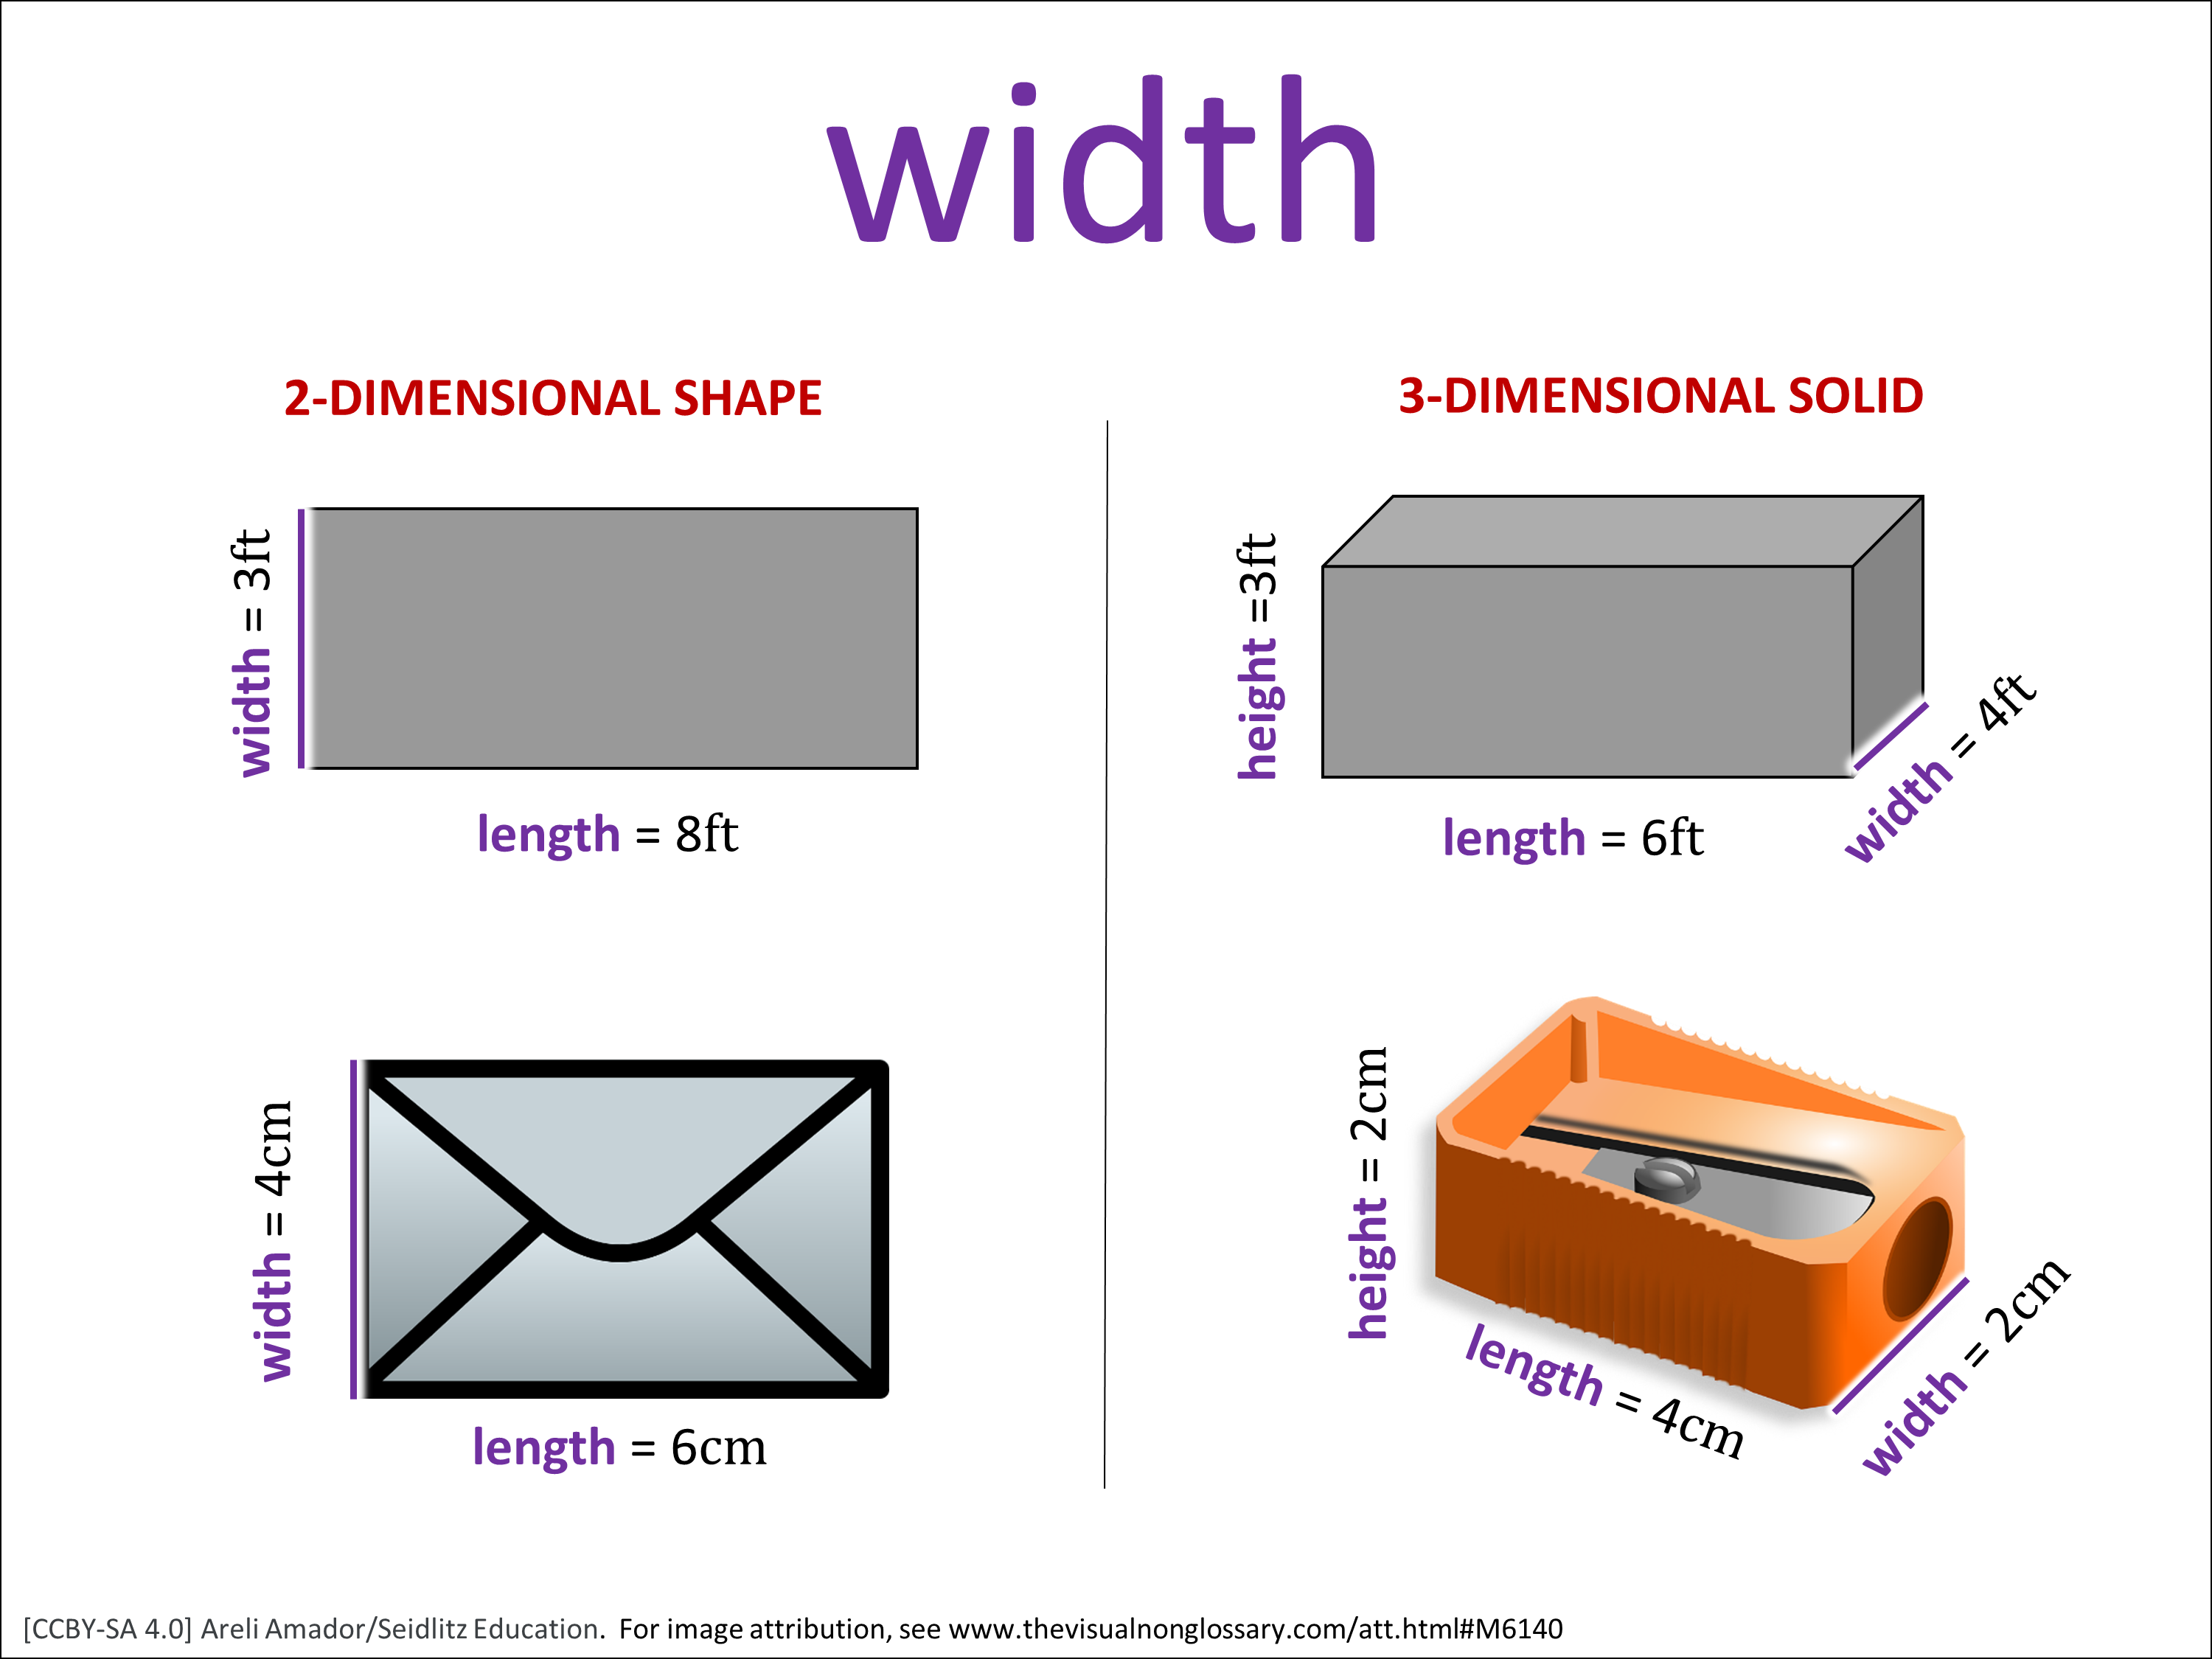 width
2-DIMENSIONAL SHAPE
width = 3ft
length = 8ft
width = 4cm
length = 6cm
3-DIMENSIONAL SOLID
height =3ft
length = 6ft
width = 4ft
height = 2cm
length = 4cm
width = 2cm
[CCBY-SA 4.0] Areli Amador/Seidlitz Education.  For image attribution, see www.thevisualnonglossary.com/att.html#M6140